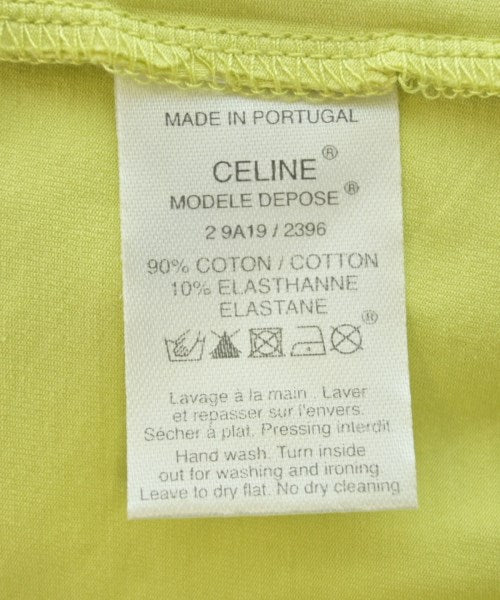 MADE IN PORTUGAL
CELINE®
MODELE DEPOSE®
2 9A19 / 2396
90% COTON / COTTON
10% ELASTHANNE
ELASTANE
®
Lavage à la main . Laver
et repasser sur l'envers.
Sécher à plat. Pressing interdit
Hand wash. Turn inside
out for washing and ironing
Leave to dry flat. No dry cleaning